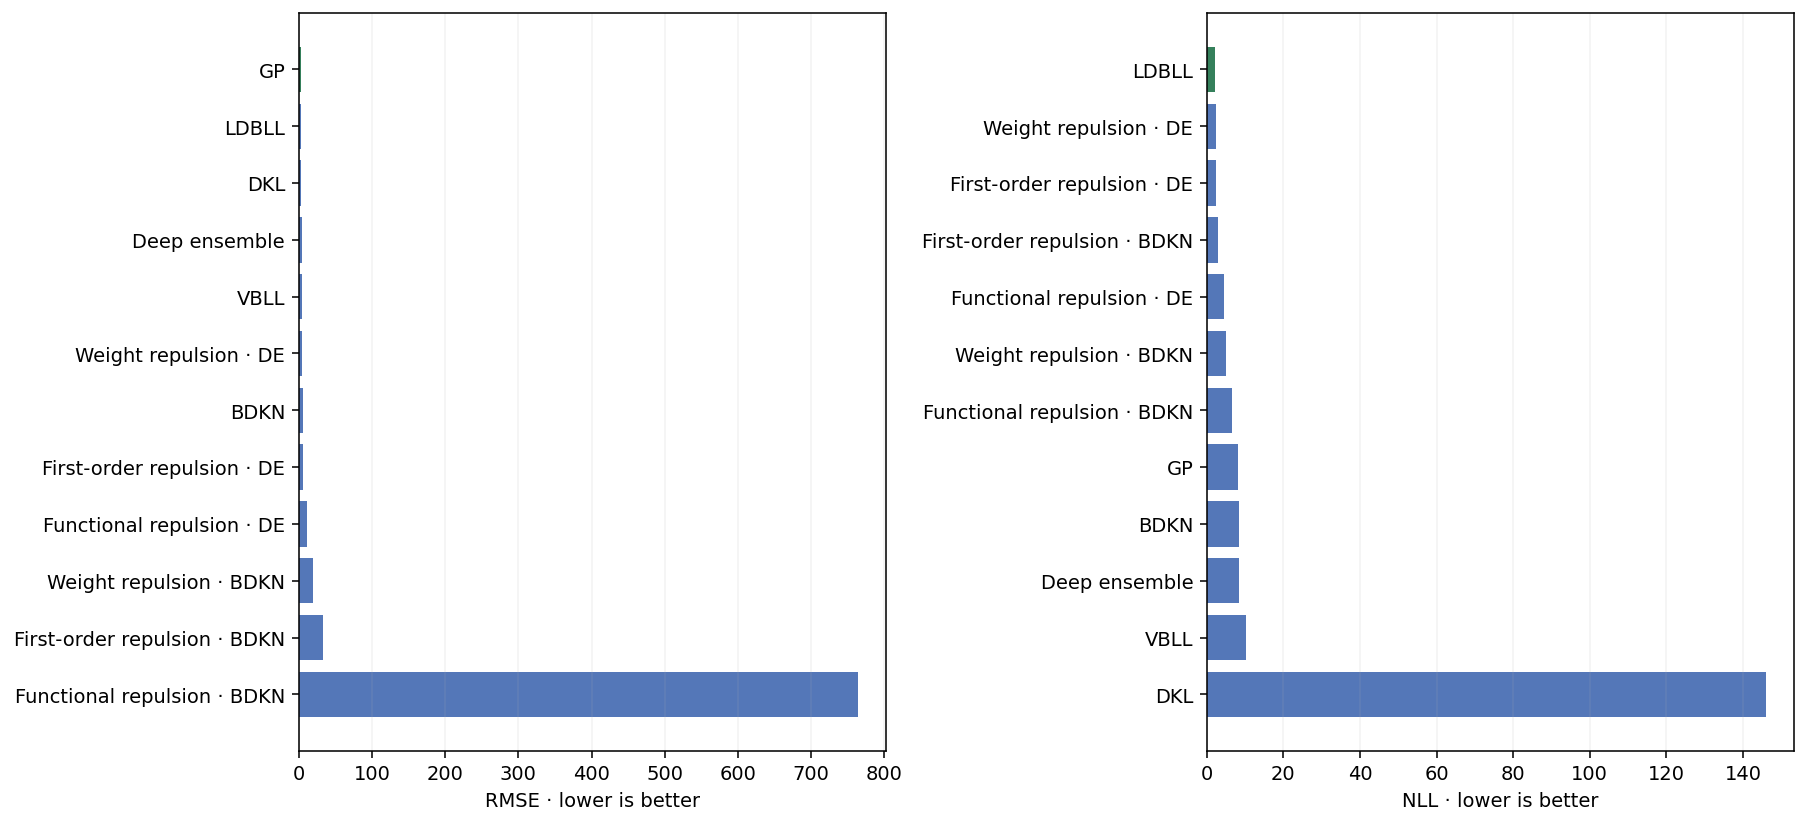 GP
LDBLL
DKL
Deep ensemble
VBLL
Weight repulsion · DE
BDKN
First-order repulsion · DE
Functional repulsion · DE
Weight repulsion · BDKN
First-order repulsion · BDKN
Functional repulsion · BDKN
0 100 200 300 400 500 600 700 800
RMSE · lower is better
LDBLL
Weight repulsion · DE
First-order repulsion · DE
First-order repulsion · BDKN
Functional repulsion · DE
Weight repulsion · BDKN
Functional repulsion · BDKN
GP
BDKN
Deep ensemble
VBLL
DKL
0 20 40 60 80 100 120 140
NLL · lower is better